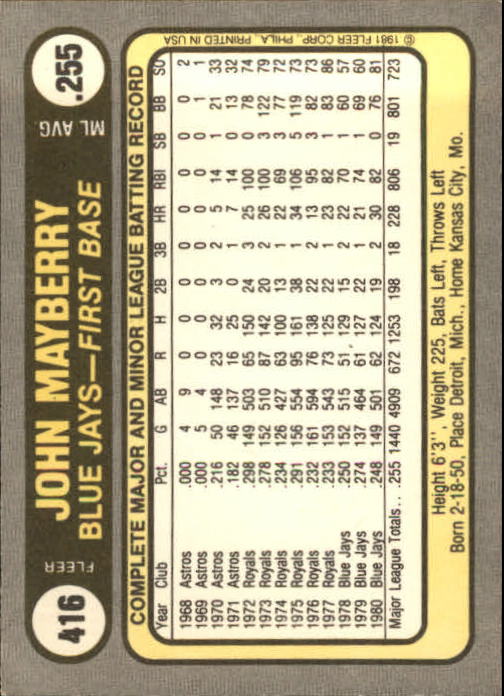 416
FLEER
JOHN MAYBERRY
BLUE JAYS—FIRST BASE
ML AVG.
.255
COMPLETE MAJOR AND MINOR LEAGUE BATTING RECORD
Year Club Pct. G AB R H 2B 3B HR RBI SB BB SO
1968 Astros .000 4 9 0 0 0 0 0 0 0 0 2
1969 Astros .000 5 4 0 0 0 0 0 0 0 1 1
1970 Astros .216 50 148 23 32 3 2 5 14 1 21 33
1971 Astros .182 46 137 16 25 0 1 7 14 1 13 32
1972 Royals .298 149 503 65 150 24 3 25 100 0 78 74
1973 Royals .278 152 510 87 142 20 2 26 100 3 122 79
1974 Royals .234 126 427 63 100 13 1 22 69 3 77 72
1975 Royals .291 156 554 95 161 38 1 34 106 5 119 73
1976 Royals .232 161 594 76 138 22 2 13 95 3 82 73
1977 Royals .233 153 543 73 125 22 1 23 82 1 83 86
1978 Blue Jays .250 152 515 51 129 15 2 22 70 1 60 57
1979 Blue Jays .274 137 464 61 127 22 1 21 74 1 69 60
1980 Blue Jays .248 149 501 62 124 19 2 30 82 0 76 81
Major League Totals . . .255 1440 4909 672 1253 198 18 228 806 19 801 723
Height 6'3'', Weight 225, Bats Left, Throws Left
Born 2-18-50, Place Detroit, Mich., Home Kansas City, Mo.
© 1981 FLEER CORP., PHILA., PRINTED IN USA